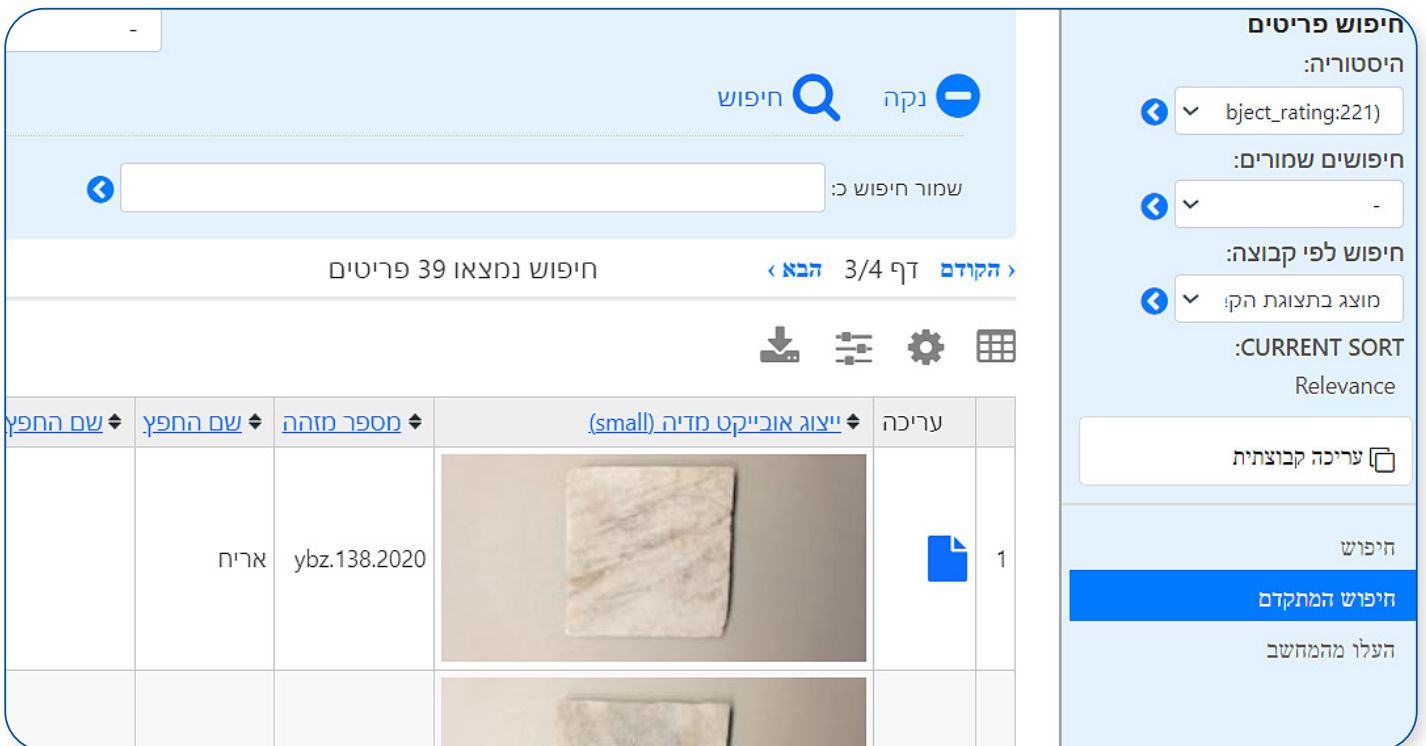 חיפוש פריטים
היסטוריה:
bject_rating:221)
חיפושים שמורים:
-
חיפוש לפי קבוצה:
מוצג בתצוגת הק
CURRENT SORT:
Relevance
עריכה קבוצתית
חיפוש
חיפוש המתקדם
העלו מהמחשב
-
נקה חיפוש
שמור חיפוש כ:
‹ הקודם דף 3/4 הבא › חיפוש נמצאו 39 פריטים
עריכה ייצוג אובייקט מדיה (small) מספר מזהה שם החפץ שם החפץ
1 ybz.138.2020 אריח